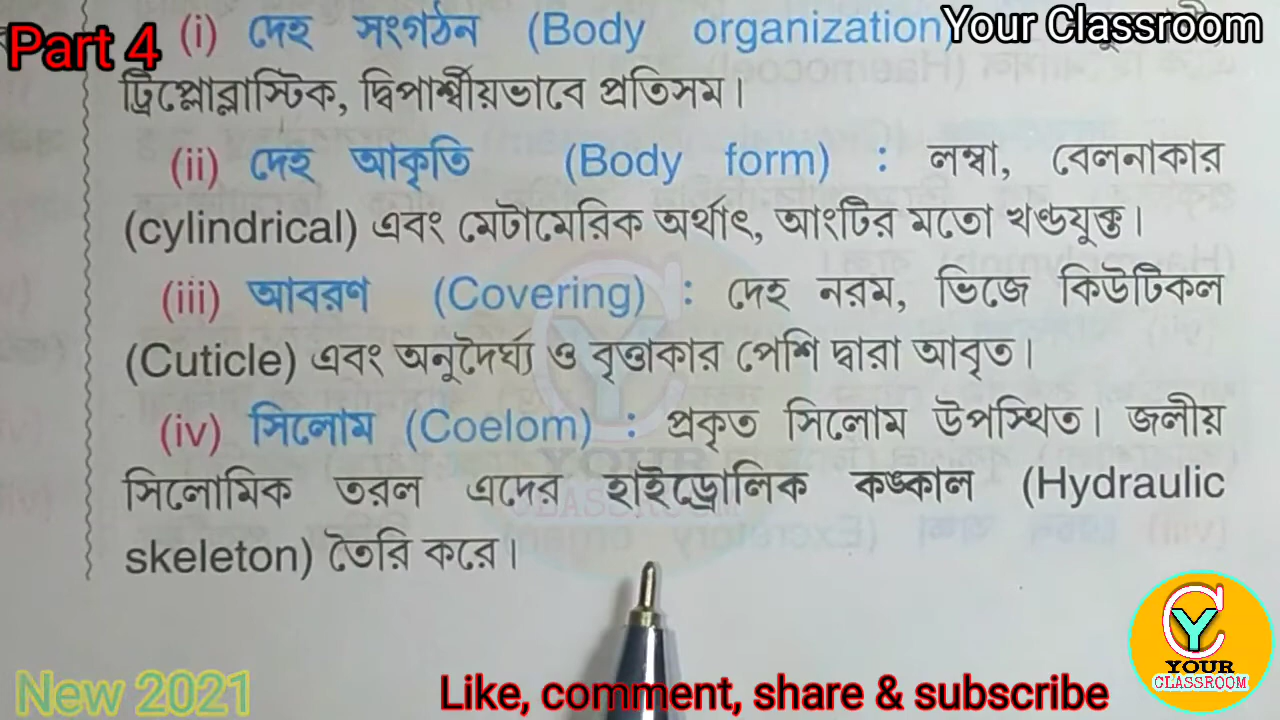 Part 4
Your Classroom
(i) দেহ সংগঠন (Body organization)
ট্রিপ্লোব্লাস্টিক, দ্বিপার্শ্বীয়ভাবে প্রতিসম।
(ii) দেহ আকৃতি (Body form) : লম্বা, বেলনাকার
(cylindrical) এবং মেটামেরিক অর্থাৎ, আংটির মতো খণ্ডযুক্ত।
(iii) আবরণ (Covering) : দেহ নরম, ভিজে কিউটিকল
(Cuticle) এবং অনুদৈর্ঘ্য ও বৃত্তাকার পেশি দ্বারা আবৃত।
(iv) সিলোম (Coelom) : প্রকৃত সিলোম উপস্থিত। জলীয়
সিলোমিক তরল এদের হাইড্রোলিক কঙ্কাল (Hydraulic
skeleton) তৈরি করে।
New 2021
Like, comment, share & subscribe
CY
YOUR
CLASSROOM